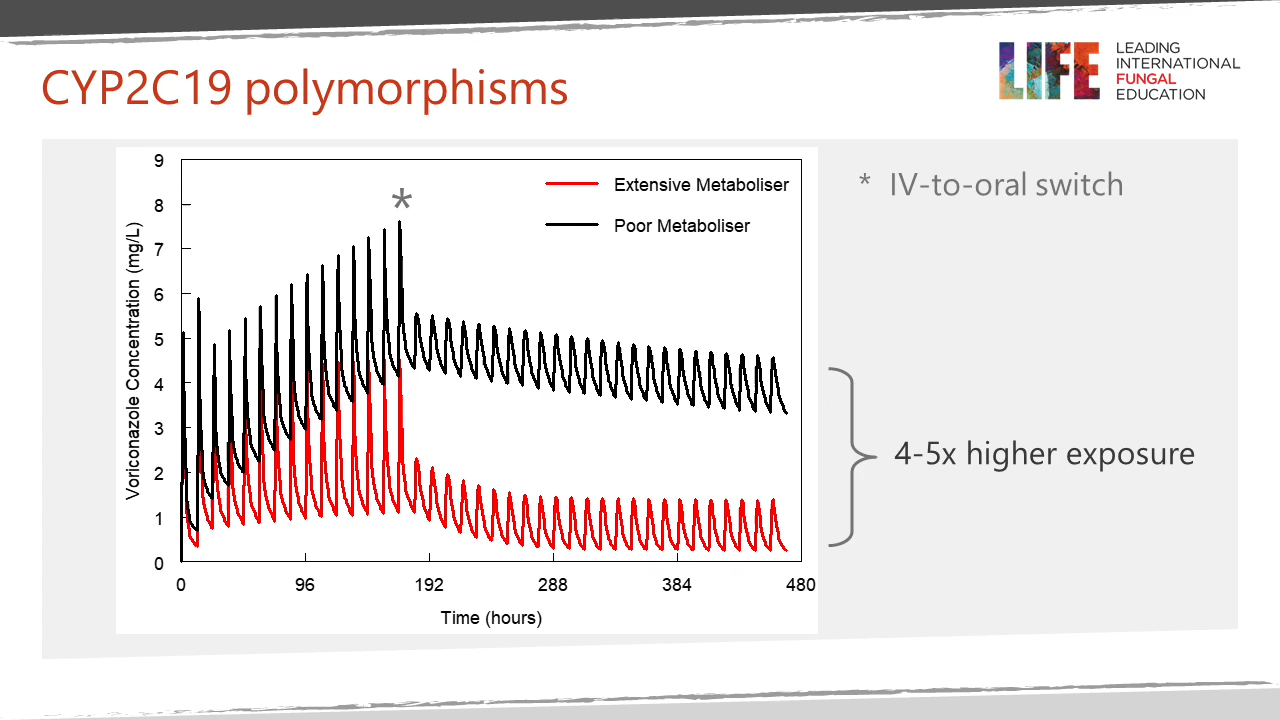 CYP2C19 polymorphisms
LIFE
LEADING
INTERNATIONAL
FUNGAL
EDUCATION
9
8
7
6
5
4
3
2
1
0
Voriconazole Concentration (mg/L)
*
Extensive Metaboliser
Poor Metaboliser
0 96 192 288 384 480
Time (hours)
* IV-to-oral switch
4-5x higher exposure